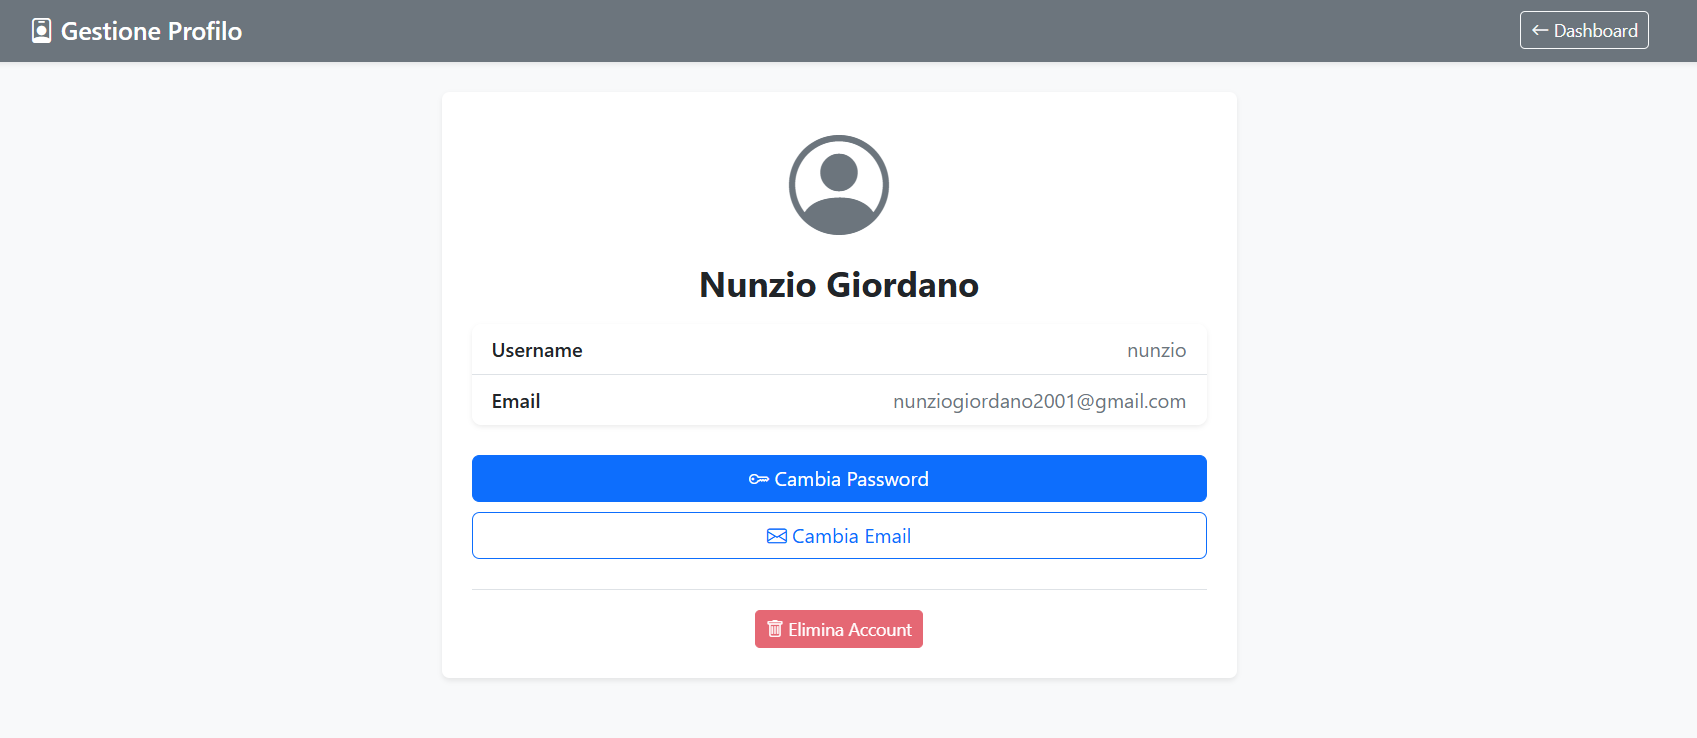 Gestione Profilo
Dashboard
Nunzio Giordano
Username nunzio
Email nunziogiordano2001@gmail.com
Cambia Password
Cambia Email
Elimina Account